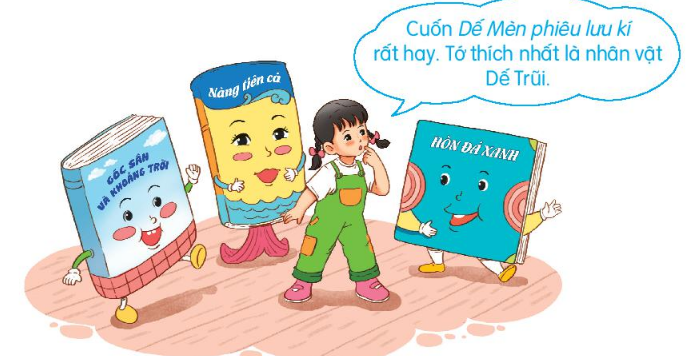 Cuốn Dế Mèn phiêu lưu kí
rất hay. Tớ thích nhất là nhân vật
Dế Trũi.
Nàng tiên cá
GÓC SÂN
VÀ KHOẢNG TRỜI
HÒN ĐÁ XANH